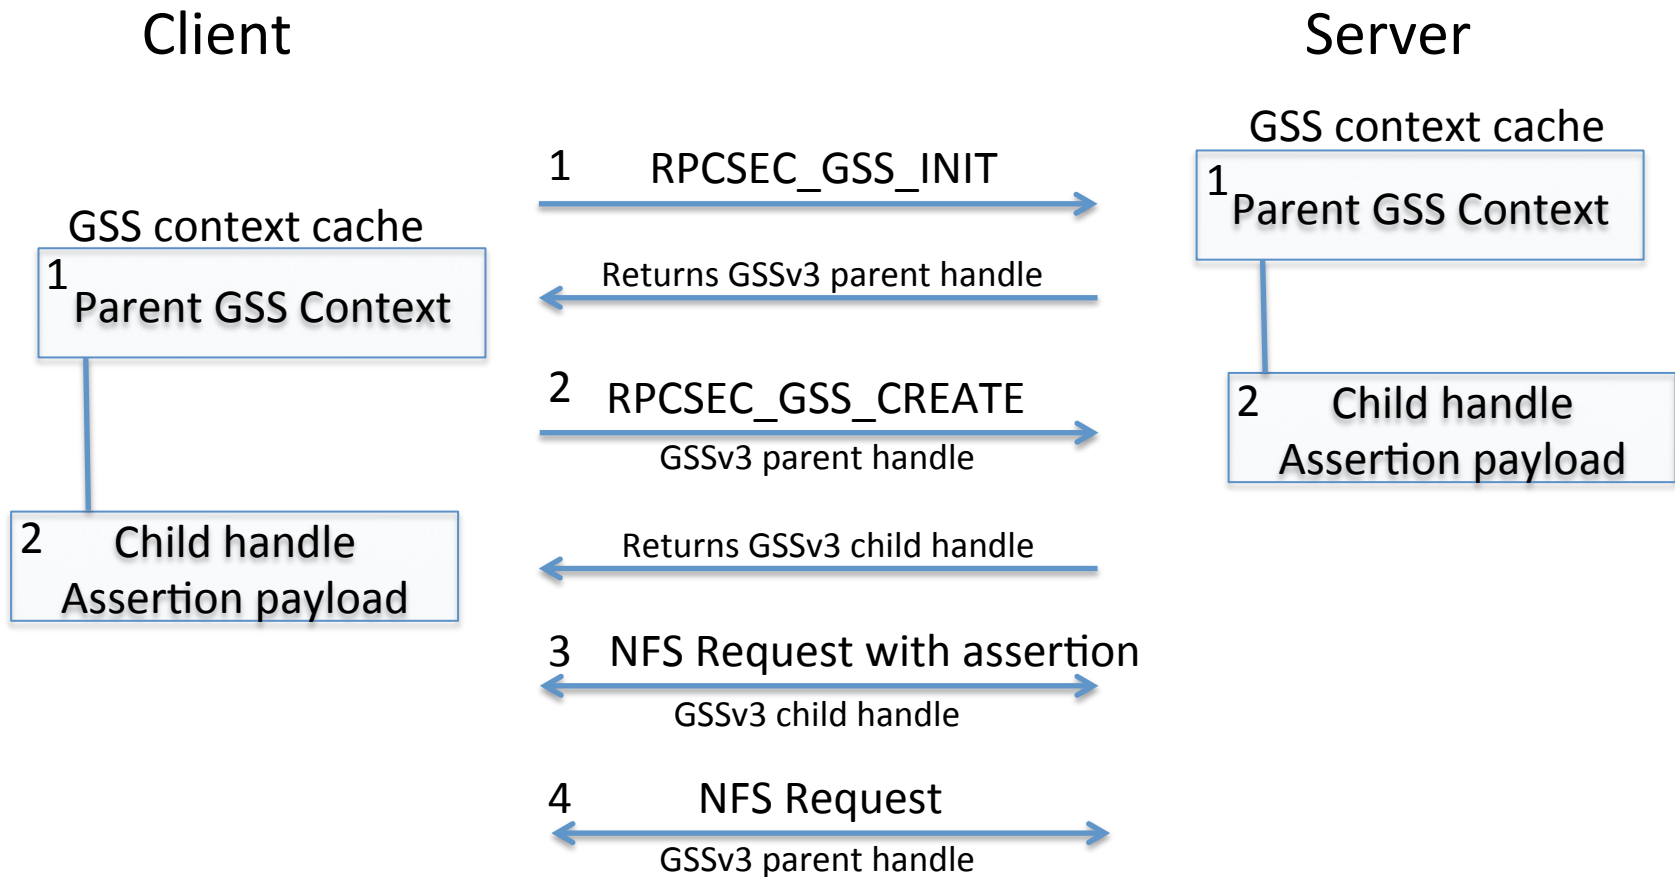 Client
Server
GSS context cache
1
Parent GSS Context
2
Child handle
Assertion payload
1 RPCSEC_GSS_INIT
Returns GSSv3 parent handle
2 RPCSEC_GSS_CREATE
GSSv3 parent handle
Returns GSSv3 child handle
3 NFS Request with assertion
GSSv3 child handle
4 NFS Request
GSSv3 parent handle
GSS context cache
1
Parent GSS Context
2
Child handle
Assertion payload